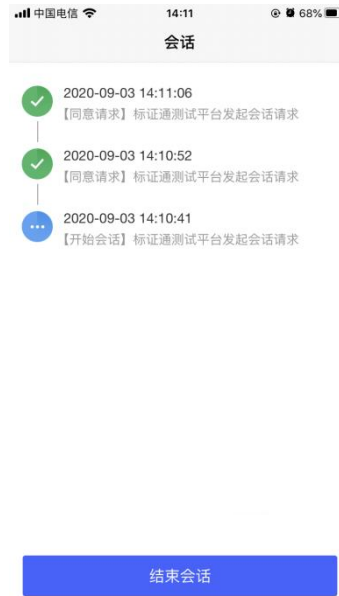 中国电信 14:11 68%
会话
2020-09-03 14:11:06
【同意请求】标证通测试平台发起会话请求
2020-09-03 14:10:52
【同意请求】标证通测试平台发起会话请求
2020-09-03 14:10:41
【开始会话】标证通测试平台发起会话请求
结束会话